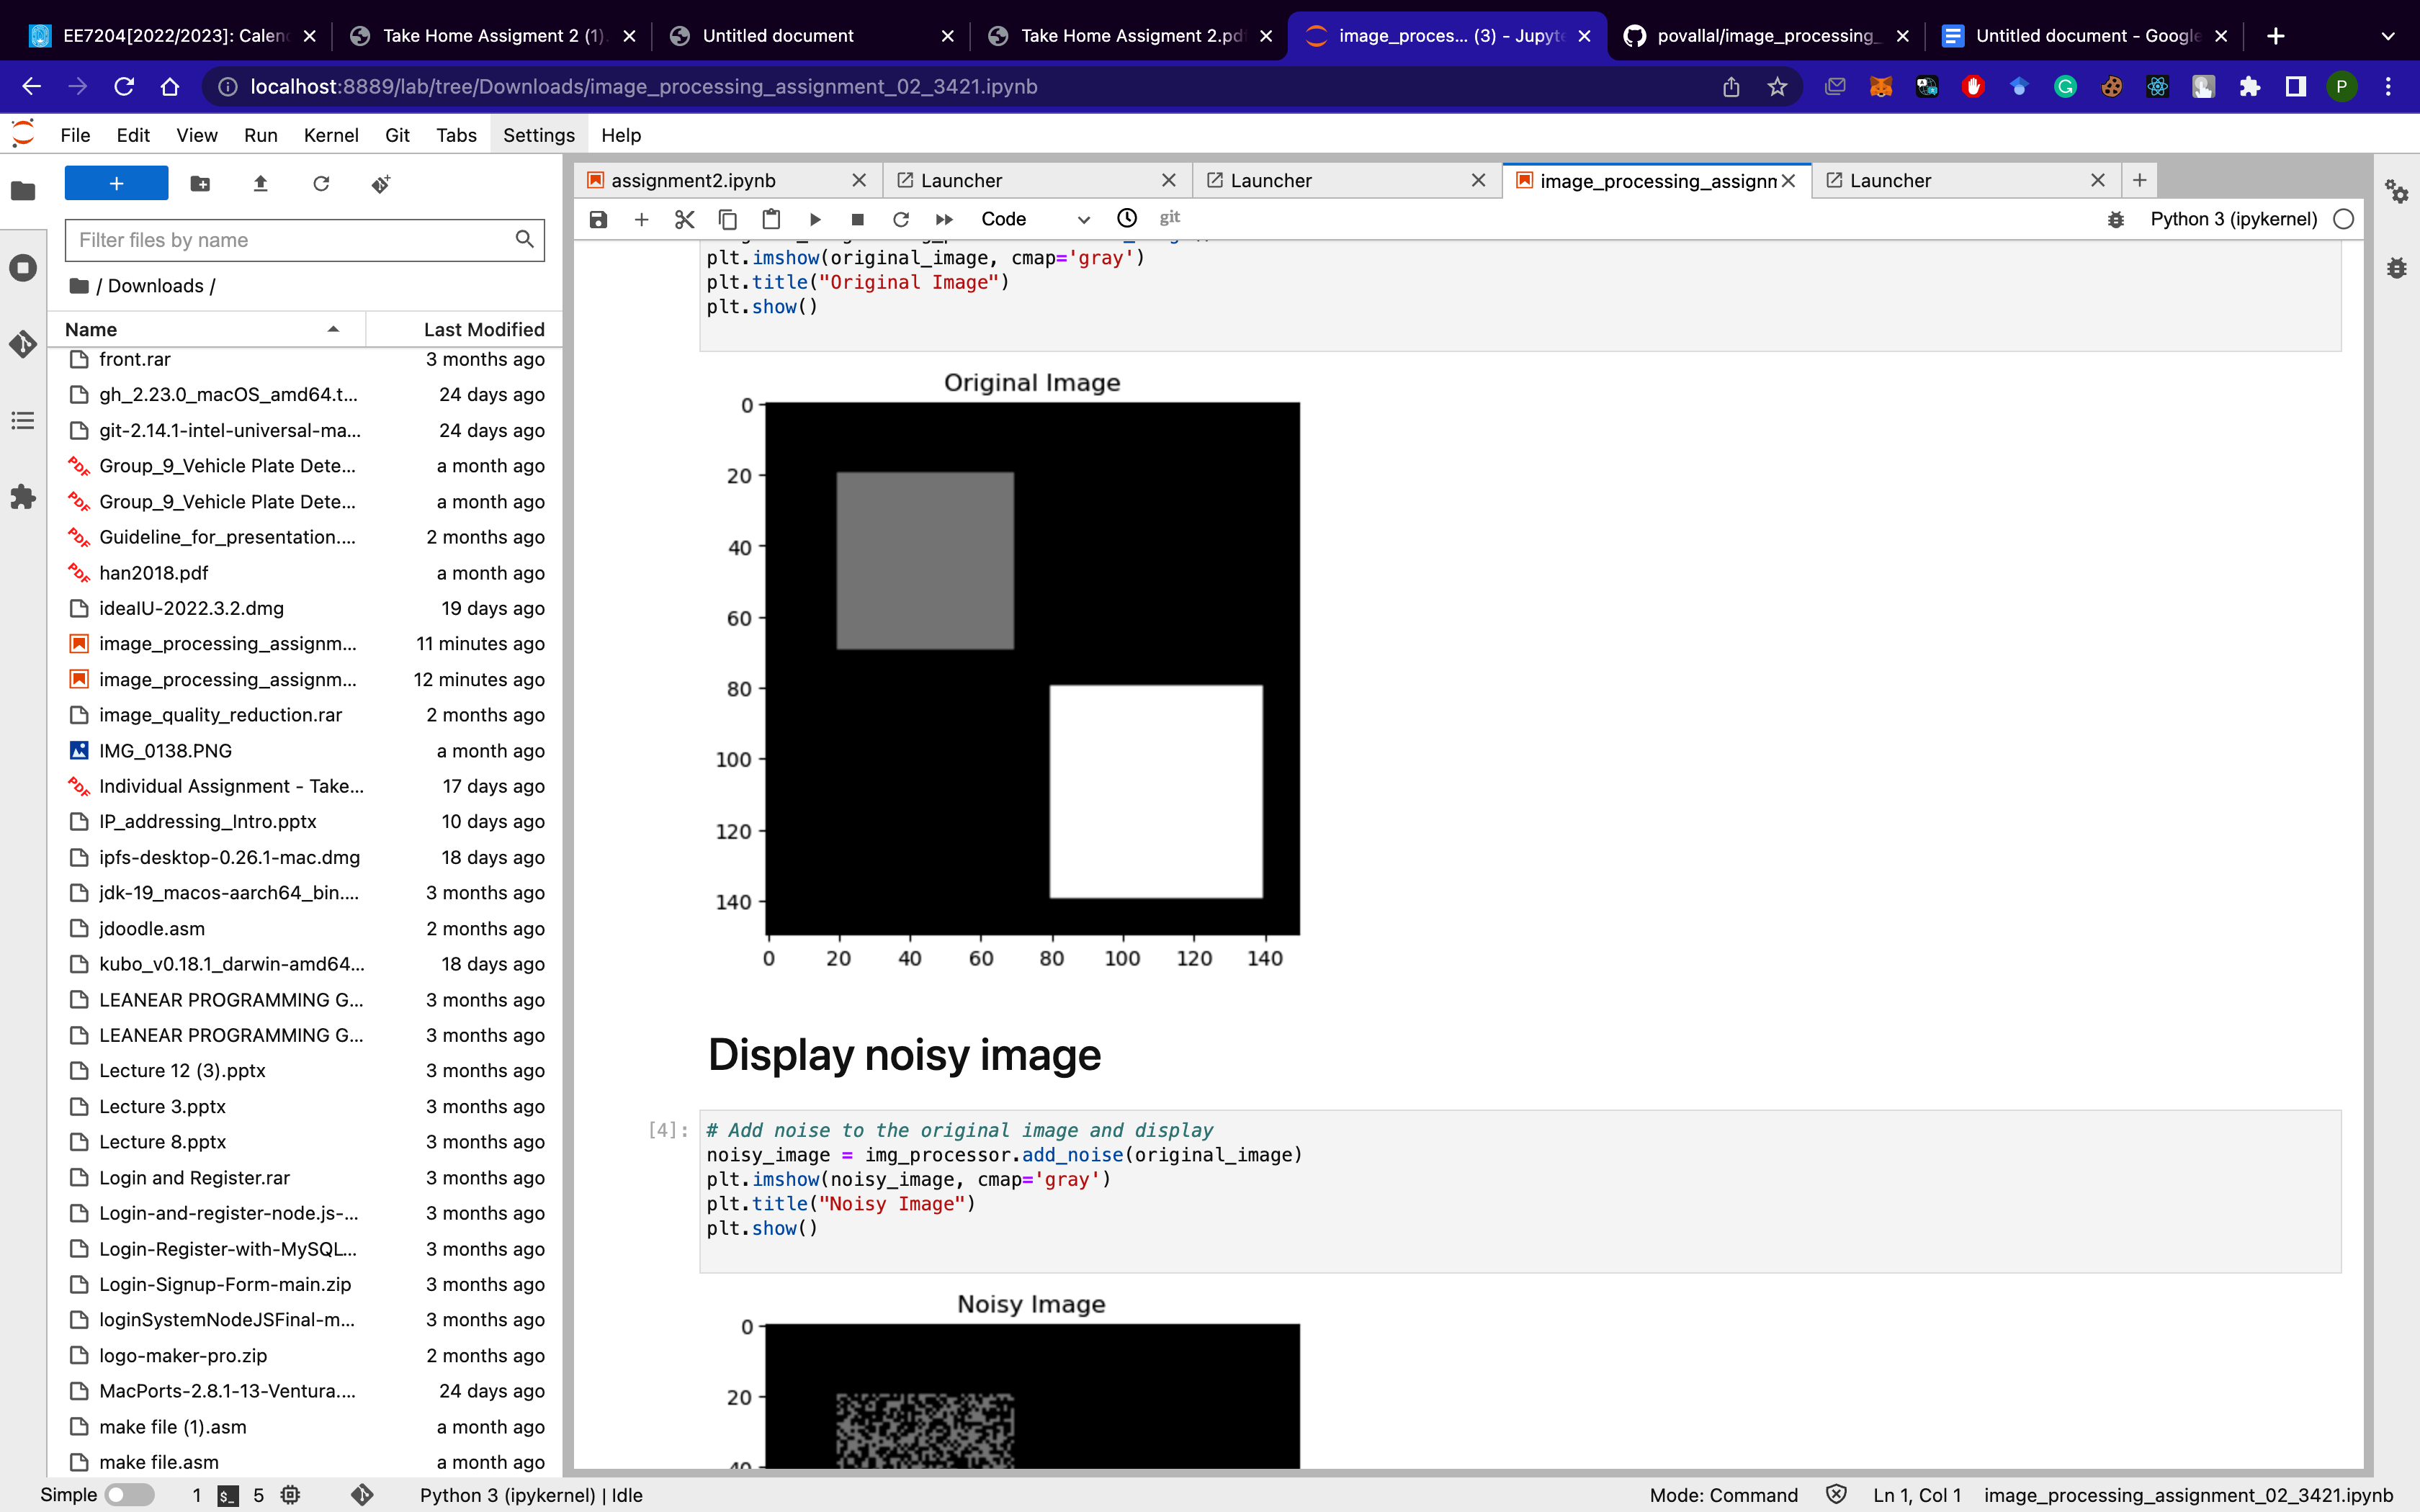 EE7204[2022/2023]: Calen
Take Home Assigment 2 (1).
Untitled document
Take Home Assigment 2.pdf
image_proces... (3) - Jupyte
povallal/image_processing_
Untitled document - Google
localhost:8889/lab/tree/Downloads/image_processing_assignment_02_3421.ipynb
P
File Edit View Run Kernel Git Tabs Settings Help
assignment2.ipynb
Launcher
Launcher
image_processing_assignm
Launcher
Code
git
Python 3 (ipykernel)
Filter files by name
/ Downloads /
Name Last Modified
front.rar 3 months ago
gh_2.23.0_macOS_amd64.t... 24 days ago
git-2.14.1-intel-universal-ma... 24 days ago
Group_9_Vehicle Plate Dete... a month ago
Group_9_Vehicle Plate Dete... a month ago
Guideline_for_presentation.... 2 months ago
han2018.pdf a month ago
ideaIU-2022.3.2.dmg 19 days ago
image_processing_assignm... 11 minutes ago
image_processing_assignm... 12 minutes ago
image_quality_reduction.rar 2 months ago
IMG_0138.PNG a month ago
Individual Assignment - Take... 17 days ago
IP_addressing_Intro.pptx 10 days ago
ipfs-desktop-0.26.1-mac.dmg 18 days ago
jdk-19_macos-aarch64_bin.... 3 months ago
jdoodle.asm 2 months ago
kubo_v0.18.1_darwin-amd64... 18 days ago
LEANEAR PROGRAMMING G... 3 months ago
LEANEAR PROGRAMMING G... 3 months ago
Lecture 12 (3).pptx 3 months ago
Lecture 3.pptx 3 months ago
Lecture 8.pptx 3 months ago
Login and Register.rar 3 months ago
Login-and-register-node.js-... 3 months ago
Login-Register-with-MySQL... 3 months ago
Login-Signup-Form-main.zip 3 months ago
loginSystemNodeJSFinal-m... 3 months ago
logo-maker-pro.zip 2 months ago
MacPorts-2.8.1-13-Ventura.... 24 days ago
make file (1).asm a month ago
make file.asm a month ago
plt.imshow(original_image, cmap='gray')
plt.title("Original Image")
plt.show()
Original Image
0
20
40
60
80
100
120
140
0 20 40 60 80 100 120 140
Display noisy image
[4]:
# Add noise to the original image and display
noisy_image = img_processor.add_noise(original_image)
plt.imshow(noisy_image, cmap='gray')
plt.title("Noisy Image")
plt.show()
Noisy Image
0
20
40
Simple 1 $_ 5 Python 3 (ipykernel) | Idle Mode: Command Ln 1, Col 1 image_processing_assignment_02_3421.ipynb